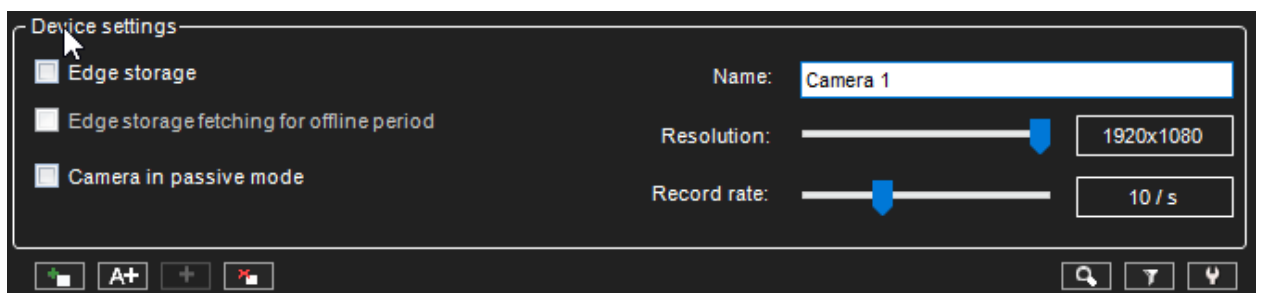 Device settings
Edge storage
Name: Camera 1
Edge storage fetching for offline period
Resolution: 1920x1080
Camera in passive mode
Record rate: 10 / s
A+